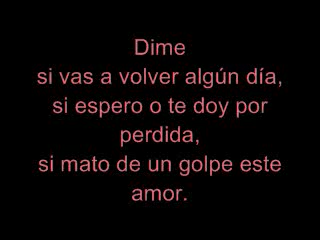 Dime
si vas a volver algún día,
si espero o te doy por
perdida,
si mato de un golpe este
amor.